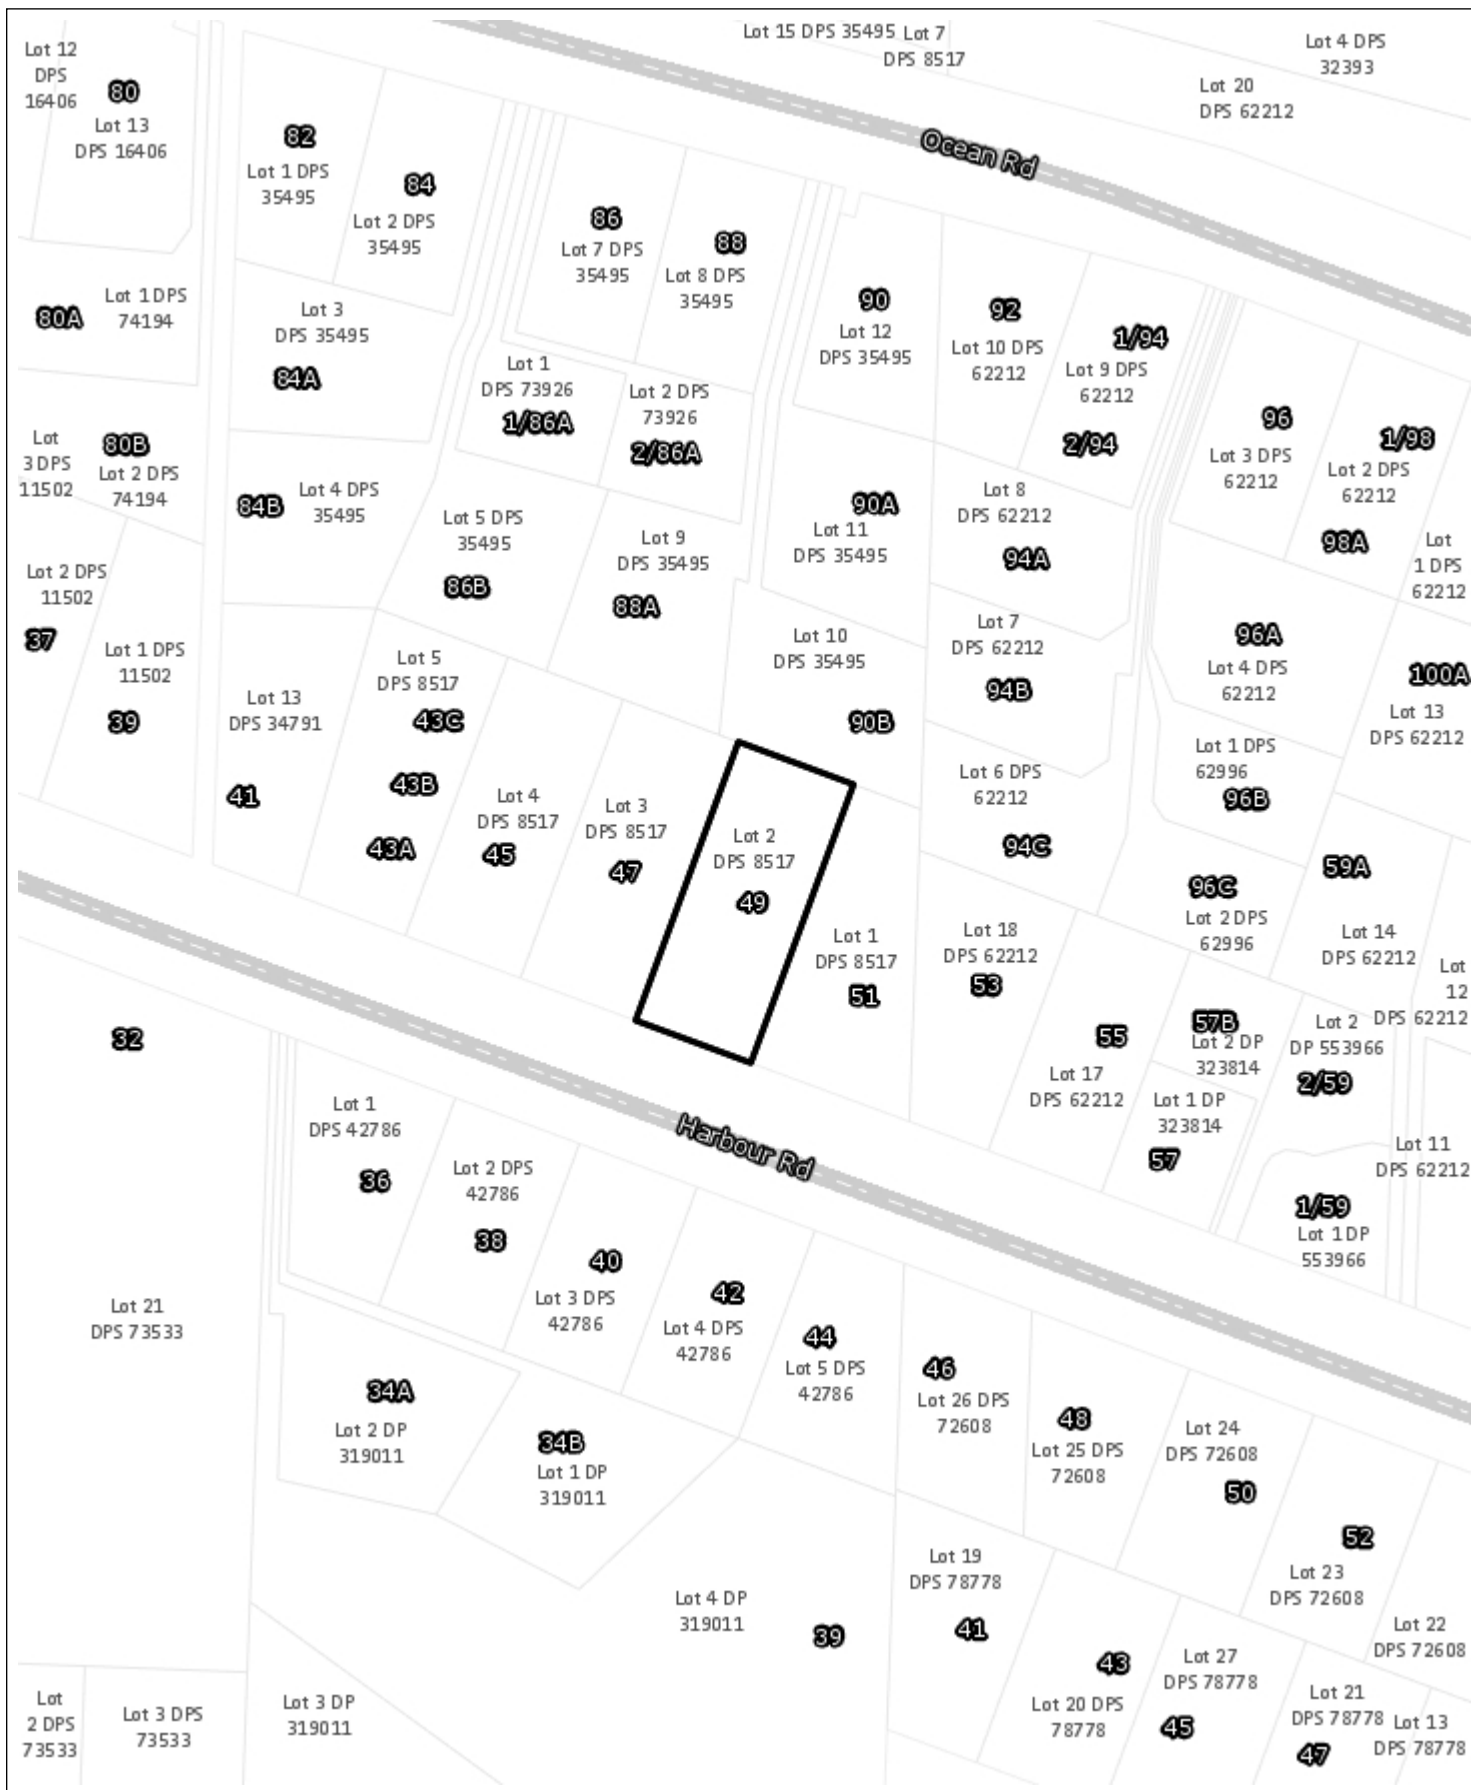 Lot 15 DPS 35495
Lot 7
DPS 8517
Lot 4 DPS
32393
Lot 20
DPS 62212
Ocean Rd
Lot 12
DPS
16406
80
Lot 13
DPS 16406
82
Lot 1 DPS
35495
84
Lot 2 DPS
35495
86
Lot 7 DPS
35495
88
Lot 8 DPS
35495
90
Lot 12
DPS 35495
92
Lot 10 DPS
62212
1/94
Lot 9 DPS
62212
2/94
96
Lot 3 DPS
62212
1/98
Lot 2 DPS
62212
98A
Lot
1 DPS
62212
80A
Lot 1 DPS
74194
Lot 3
DPS 35495
84A
Lot 1
DPS 73926
1/86A
Lot 2 DPS
73926
2/86A
Lot
3 DPS
11502
80B
Lot 2 DPS
74194
84B
Lot 4 DPS
35495
Lot 5 DPS
35495
86B
Lot 9
DPS 35495
88A
90A
Lot 11
DPS 35495
Lot 8
DPS 62212
94A
Lot 2 DPS
11502
37
Lot 1 DPS
11502
39
Lot 13
DPS 34791
41
Lot 5
DPS 8517
43C
43B
43A
Lot 4
DPS 8517
45
Lot 3
DPS 8517
47
Lot 2
DPS 8517
49
Lot 10
DPS 35495
90B
Lot 7
DPS 62212
94B
96A
Lot 4 DPS
62212
100A
Lot 13
DPS 62212
Lot 6 DPS
62212
94C
Lot 1 DPS
62996
96B
96C
Lot 2 DPS
62996
59A
Lot 14
DPS 62212
Lot
12
DPS
62212
Lot 1
DPS 8517
51
Lot 18
DPS 62212
53
55
Lot 17
DPS 62212
57B
Lot 2 DP
323814
Lot 1 DP
323814
57
Lot 2
DP 553966
2/59
Lot 11
DPS 62212
1/59
Lot 1 DP
553966
Harbour Rd
32
Lot 1
DPS 42786
36
Lot 2 DPS
42786
38
40
Lot 3 DPS
42786
42
Lot 4 DPS
42786
44
Lot 5 DPS
42786
46
Lot 26 DPS
72608
48
Lot 25 DPS
72608
Lot 24
DPS 72608
50
52
Lot 23
DPS 72608
Lot 22
DPS 72608
Lot 21
DPS 73533
34A
Lot 2 DP
319011
34B
Lot 1 DP
319011
Lot 4 DP
319011
39
Lot 19
DPS 78778
41
43
Lot 20 DPS
78778
Lot 27
DPS 78778
45
Lot 21
DPS 78778
47
Lot 13
DPS 78778
Lot
2 DPS
73533
Lot 3 DPS
73533
Lot 3 DP
319011